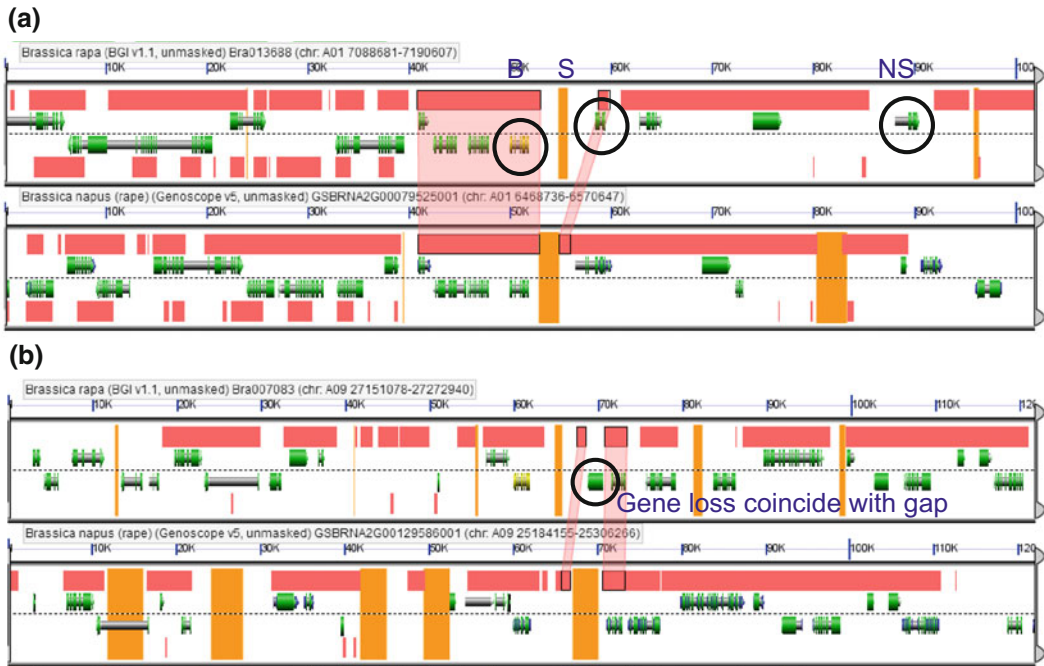 (a)
Brassica rapa (BGI v1.1, unmasked) Bra013688 (chr: A01 7088681-7190607)
B S NS
10K 20K 30K 40K 50K 60K 70K 80K 90K 100
Brassica napus (rape) (Genoscope v5, unmasked) GSBRNA2G00079525001 (chr: A01 6468736-6570647)
10K 20K 30K 40K 50K 60K 70K 80K 90K 100
(b)
Brassica rapa (BGI v1.1, unmasked) Bra007083 (chr: A09 27151078-27272940)
10K 20K 30K 40K 50K 60K 70K 80K 90K 100K 110K 120
Gene loss coincide with gap
Brassica napus (rape) (Genoscope v5, unmasked) GSBRNA2G00129586001 (chr: A09 25184155-25306266)
10K 20K 30K 40K 50K 60K 70K 80K 90K 100K 110K 120